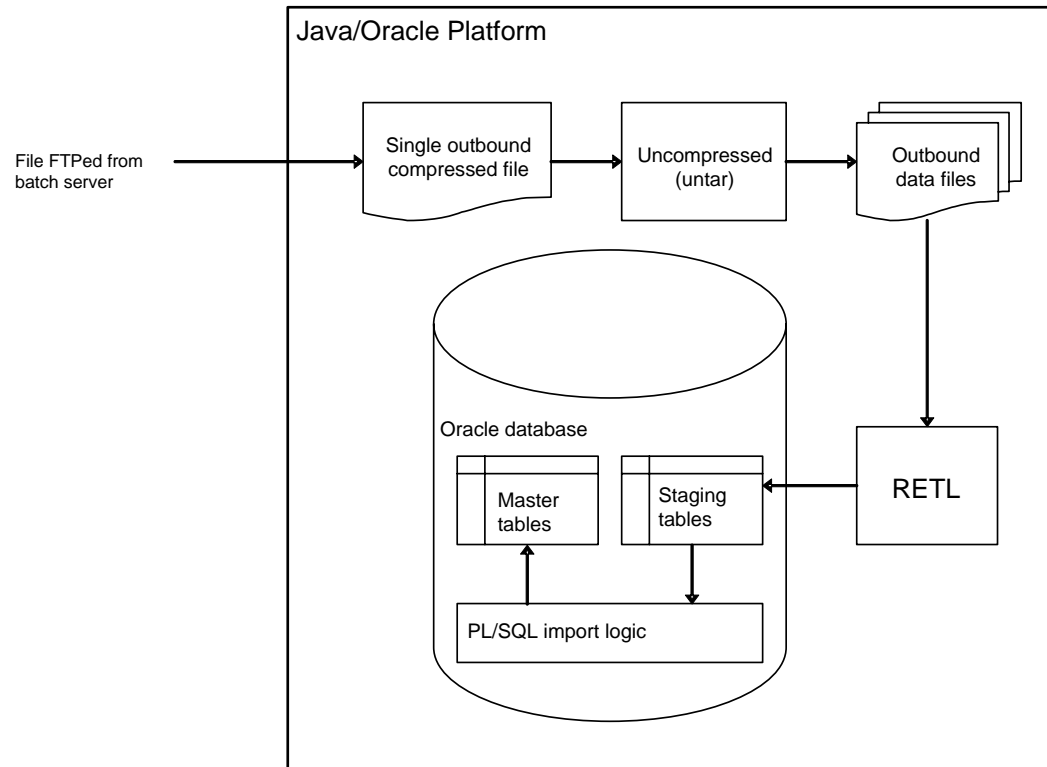 Java/Oracle Platform
File FTPed from
batch server
Single outbound
compressed file
Uncompressed
(untar)
Outbound
data files
Oracle database
Master
tables
Staging
tables
RETL
PL/SQL import logic